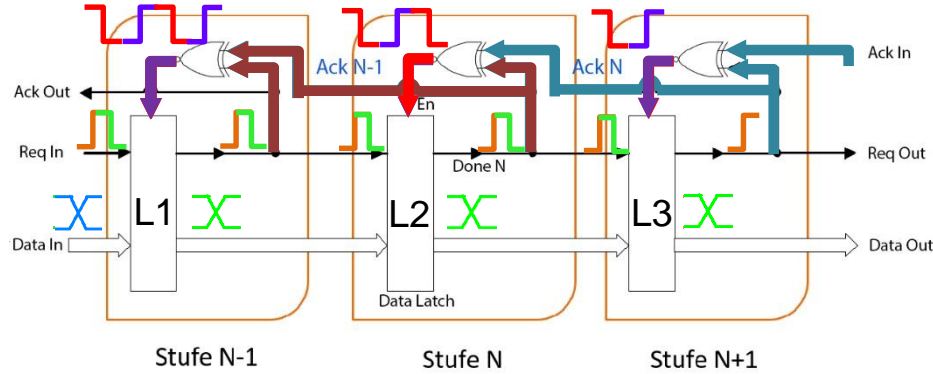 Ack N-1
Ack N
Ack In
Ack Out
En
Req In
Done N
Req Out
L1
L2
L3
Data In
Data Out
Data Latch
Stufe N-1
Stufe N
Stufe N+1